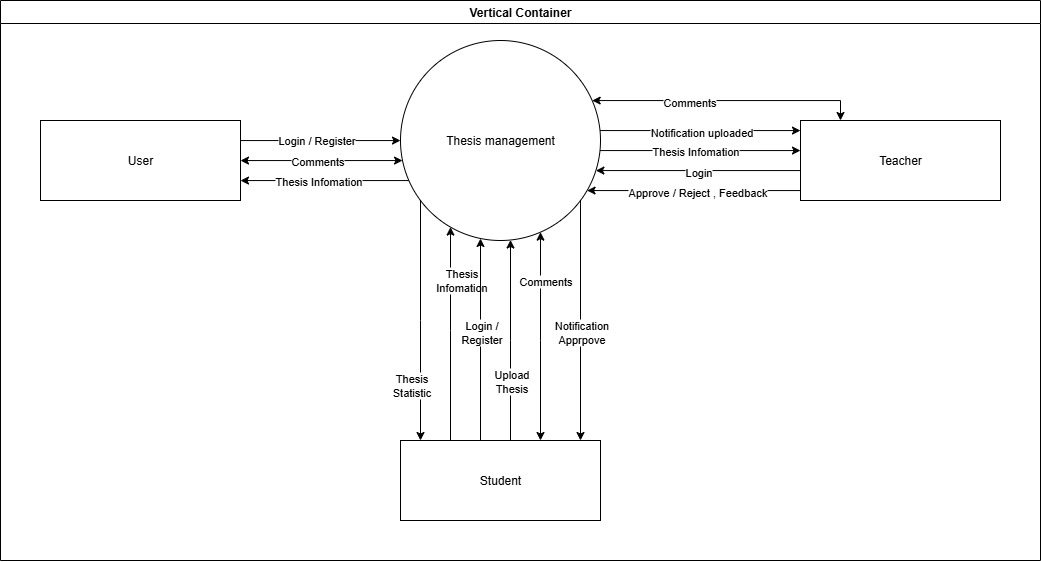 Vertical Container
Thesis management
User
Login / Register
Comments
Thesis Infomation
Comments
Notification uploaded
Thesis Infomation
Login
Approve / Reject , Feedback
Teacher
Thesis
Infomation
Comments
Login /
Register
Notification
Apprpove
Thesis
Statistic
Upload
Thesis
Student